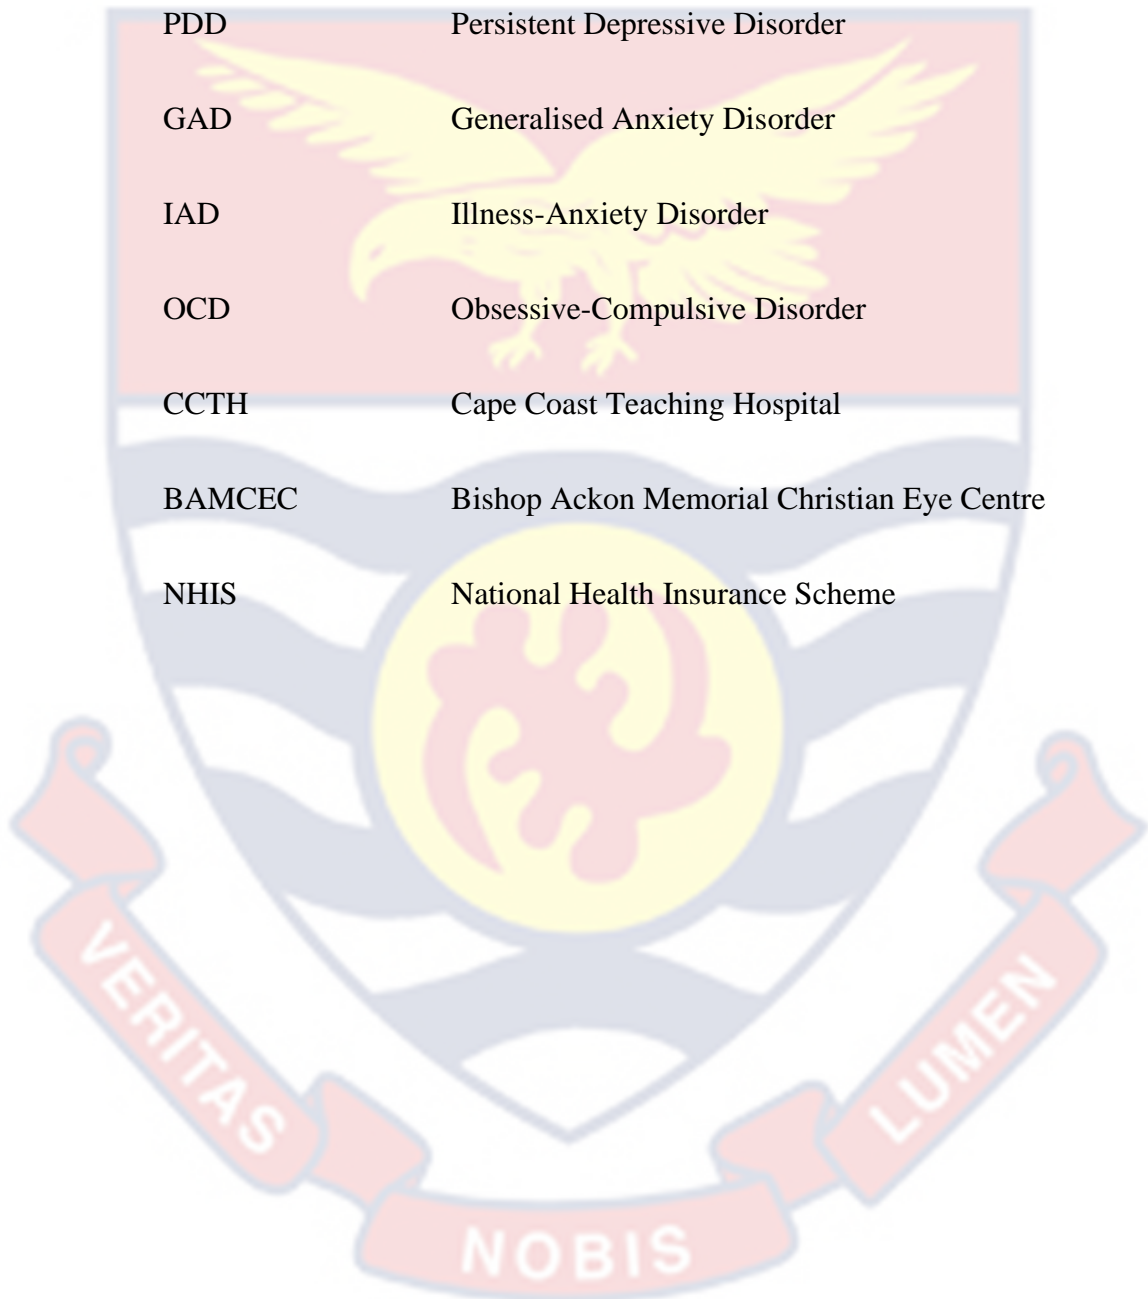 PDD Persistent Depressive Disorder
GAD Generalised Anxiety Disorder
IAD Illness-Anxiety Disorder
OCD Obsessive-Compulsive Disorder
CCTH Cape Coast Teaching Hospital
BAMCEC Bishop Ackon Memorial Christian Eye Centre
NHIS National Health Insurance Scheme
VERITAS
NOBIS
LUMEN